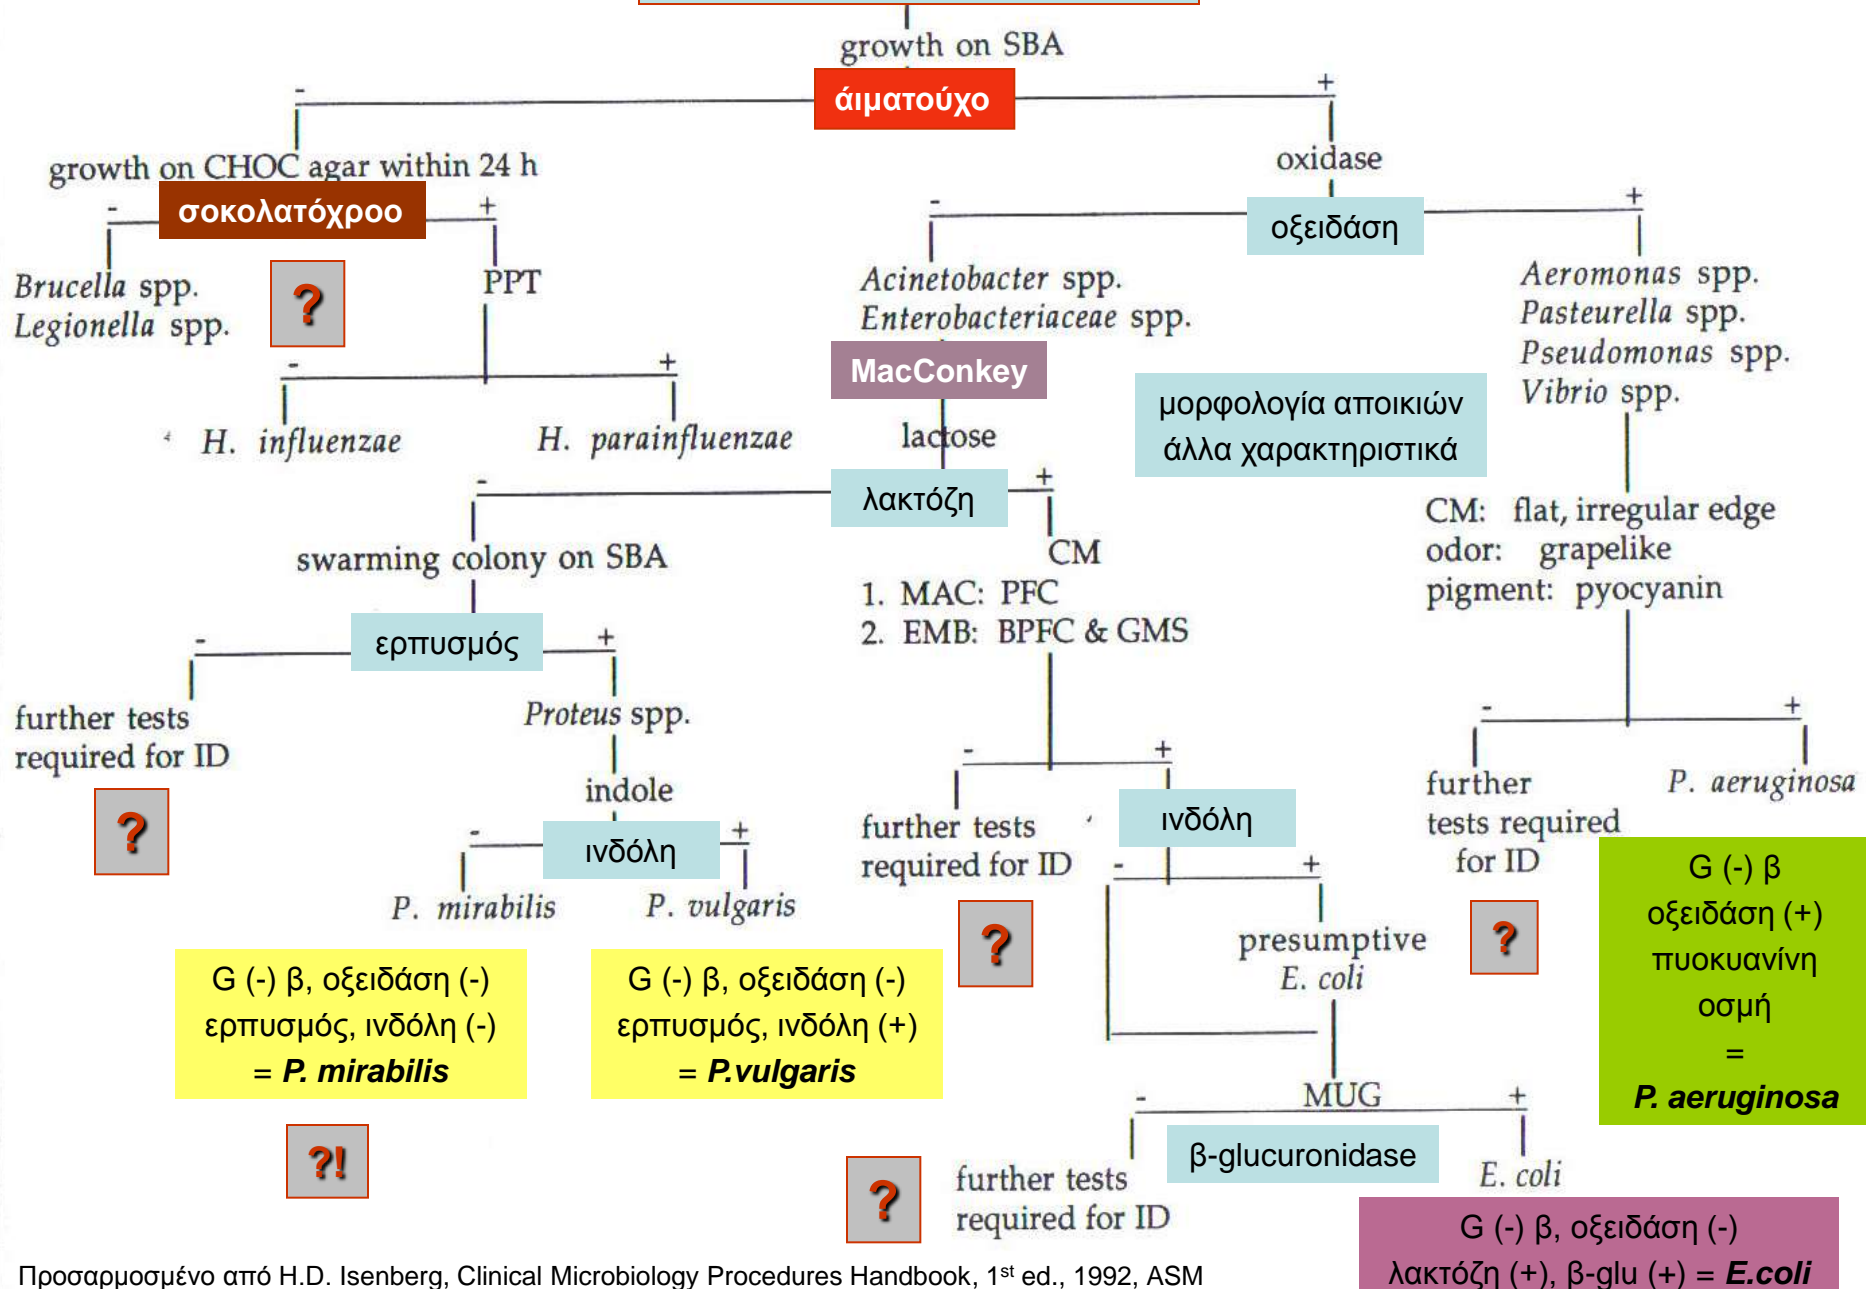 growth on SBA
-
+
άιματούχο
growth on CHOC agar within 24 h
oxidase
-
+
σοκολατόχροο
-
+
οξειδάση
Brucella spp.
Legionella spp.
?
PPT
Acinetobacter spp.
Enterobacteriaceae spp.
Aeromonas spp.
Pasteurella spp.
Pseudomonas spp.
Vibrio spp.
-
+
MacConkey
μορφολογία αποικιών
άλλα χαρακτηριστικά
H. influenzae
H. parainfluenzae
lactose
-
+
λακτόζη
CM: flat, irregular edge
odor: grapelike
pigment: pyocyanin
swarming colony on SBA
CM
1. MAC: PFC
2. EMB: BPFC & GMS
-
+
ερπυσμός
further tests
required for ID
Proteus spp.
-
+
-
+
?
indole
-
+
ινδόλη
further tests
required for ID
ινδόλη
further
tests required
for ID
P. aeruginosa
P. mirabilis
P. vulgaris
-
+
?
presumptive
E. coli
?
G (-) β
οξειδάση (+)
πυοκυανίνη
οσμή
=
P. aeruginosa
G (-) β, οξειδάση (-)
ερπυσμός, ινδόλη (-)
= P. mirabilis
G (-) β, οξειδάση (-)
ερπυσμός, ινδόλη (+)
= P.vulgaris
?!
MUG
-
+
β-glucuronidase
?
further tests
required for ID
E. coli
G (-) β, οξειδάση (-)
λακτόζη (+), β-glu (+) = E.coli
Προσαρμοσμένο από H.D. Isenberg, Clinical Microbiology Procedures Handbook, 1st ed., 1992, ASM